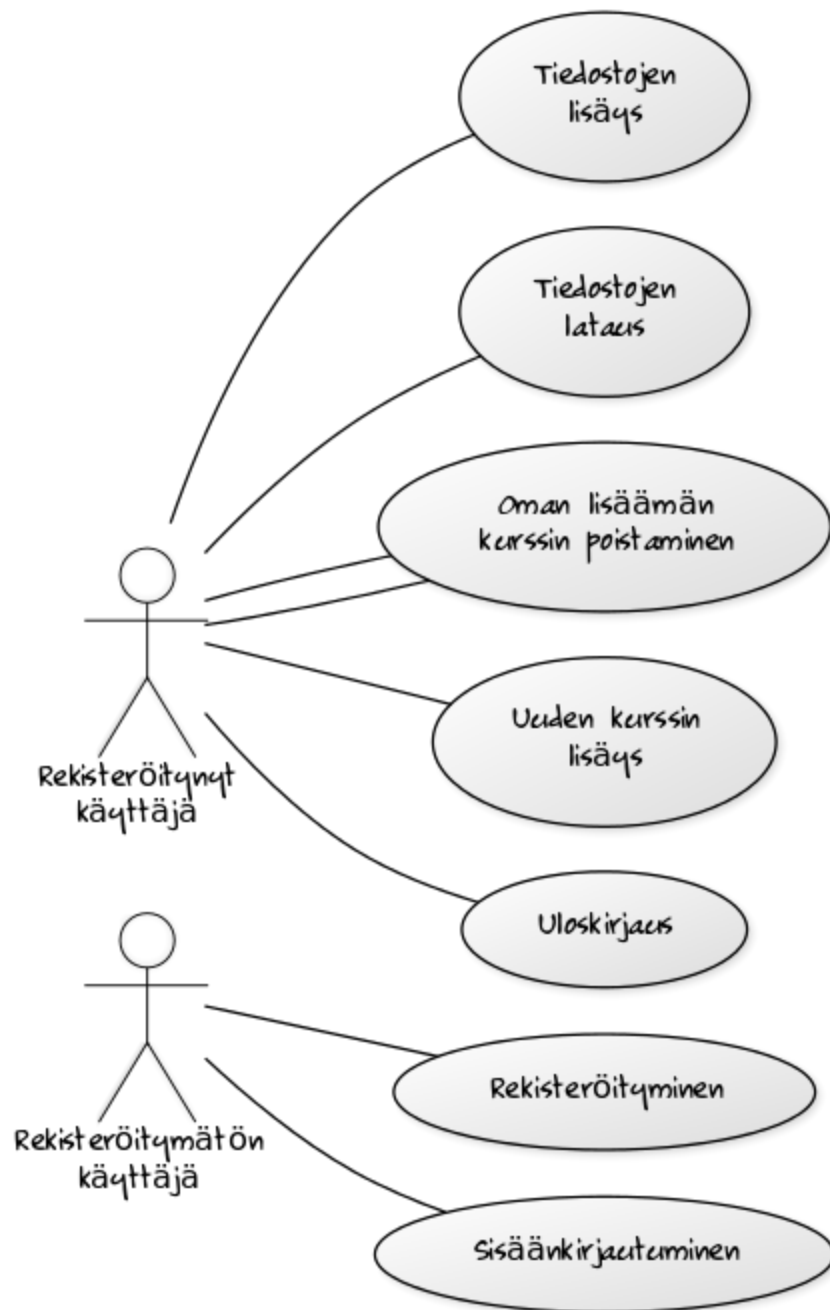 Tiedostojen
lisäys
Tiedostojen
lataus
Oman lisäämän
kurssin poistaminen
Uuden kurssin
lisäys
Rekisteröitynyt
käyttäjä
Uloskirjaus
Rekisteröityminen
Rekisteröitymätön
käyttäjä
Sisäänkirjautuminen